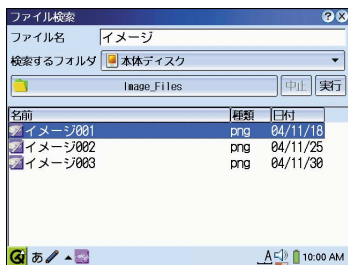 ファイル検索
ファイル名 イメージ
検索するフォルダ 本体ディスク
Image_Files 中止 実行
名前 種類 日付
イメージ001 png 04/11/18
イメージ002 png 04/11/25
イメージ003 png 04/11/30
あ A 10:00 AM